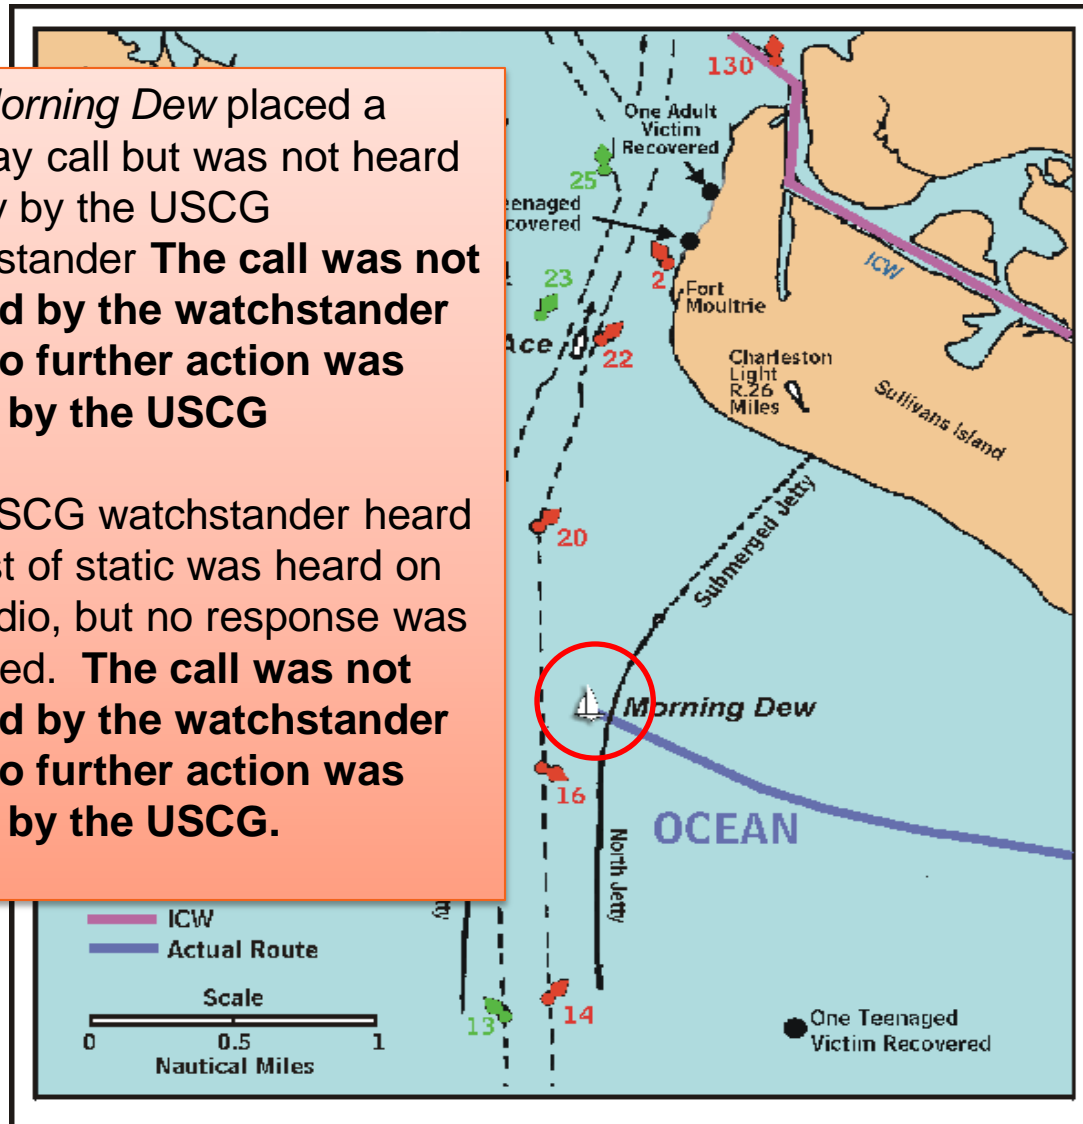 orning Dew placed a
ay call but was not heard
y by the USCG
stander The call was not
d by the watchstander
o further action was
by the USCG
SCG watchstander heard
st of static was heard on
dio, but no response was
ed. The call was not
d by the watchstander
o further action was
by the USCG.
130
One Adult
Victim
Recovered
25
eenaged
covered
2
Fort
Moultrie
ICW
23
Ace
22
Charleston
Light
R.26
Miles
Sullivans Island
20
Submerged Jetty
Morning Dew
16
OCEAN
North Jetty
tty
ICW
Actual Route
Scale
0 0.5 1
Nautical Miles
13
14
One Teenaged
Victim Recovered